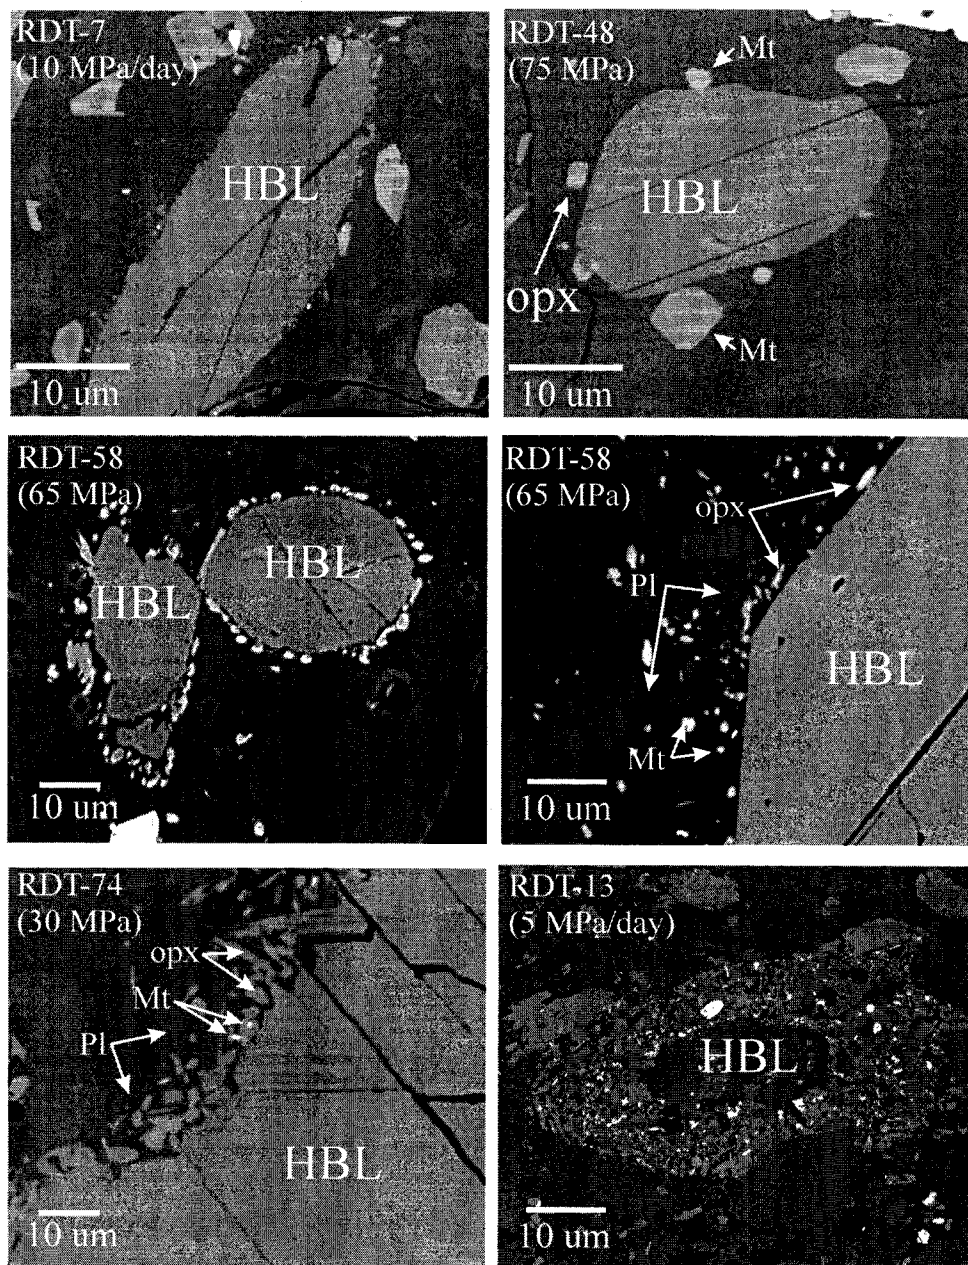 RDT-7
(10 MPa/day)
HBL
10 um
RDT-48
(75 MPa)
Mt
HBL
opx
Mt
10 um
RDT-58
(65 MPa)
HBL
HBL
10 um
RDT-58
(65 MPa)
opx
Pl
HBL
Mt
10 um
RDT-74
(30 MPa)
opx
Mt
Pl
HBL
10 um
RDT-13
(5 MPa/day)
HBL
10 um